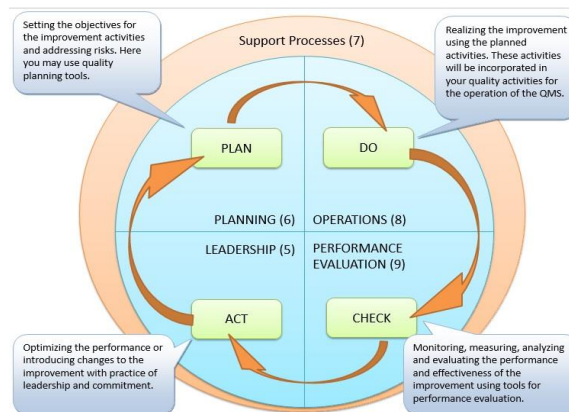 Setting the objectives for
the improvement activities
and addressing risks. Here
you may use quality
planning tools.
Support Processes (7)
Realizing the improvement
using the planned
activities. These activities
will be incorporated in
your quality activities for
the operation of the QMS.
PLAN
DO
PLANNING (6)
OPERATIONS (8)
LEADERSHIP (5)
PERFORMANCE
EVALUATION (9)
ACT
CHECK
Optimizing the performance or
introducing changes to the
improvement with practice of
leadership and commitment.
Monitoring, measuring, analyzing
and evaluating the performance
and effectiveness of the
improvement using tools for
performance evaluation.